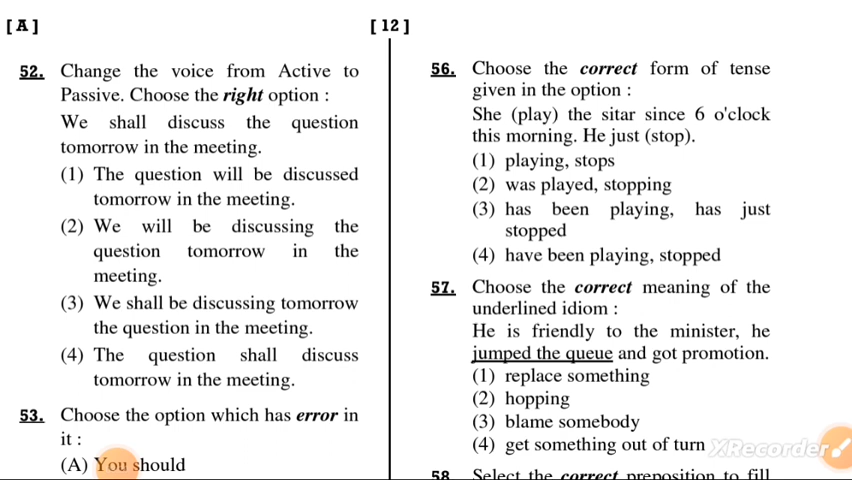 [ A ]
[ 12 ]
52. Change the voice from Active to
Passive. Choose the right option :
We shall discuss the question
tomorrow in the meeting.
(1) The question will be discussed
tomorrow in the meeting.
(2) We will be discussing the
question tomorrow in the
meeting.
(3) We shall be discussing tomorrow
the question in the meeting.
(4) The question shall discuss
tomorrow in the meeting.
53. Choose the option which has error in
it :
(A) You should
56. Choose the correct form of tense
given in the option :
She (play) the sitar since 6 o'clock
this morning. He just (stop).
(1) playing, stops
(2) was played, stopping
(3) has been playing, has just
stopped
(4) have been playing, stopped
57. Choose the correct meaning of the
underlined idiom :
He is friendly to the minister, he
jumped the queue and got promotion.
(1) replace something
(2) hopping
(3) blame somebody
(4) get something out of turn
XRecorder
58. Select the correct preposition to fill